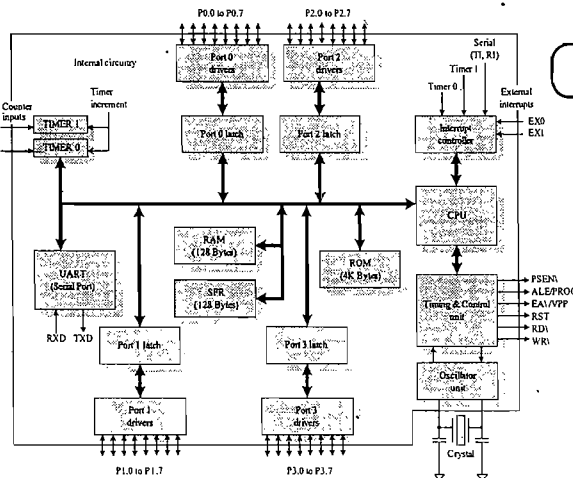 P0.0 to P0.7
P2.0 to P2.7
Internal circuitry
Port 0
drivers
Port 2
drivers
Serial
(TI, RI)
Timer 1
Timer 0
Counter
inputs
Timer
increment
External
interrupts
TIMER 1
TIMER 0
Port 0 latch
Port 2 latch
Interrupt
controller
EX0
EX1
CPU
RAM
(128 Bytes)
ROM
(4K Bytes)
UART
(Serial Port)
SFR
(128 Bytes)
Timing & Control
unit
PSEN\
ALE/PROG
EA\/VPP
RST
RD\
WR\
RXD
TXD
Port 1 latch
Port 3 latch
Oscillator
unit
Port 1
drivers
Port 3
drivers
Crystal
P1.0 to P1.7
P3.0 to P3.7